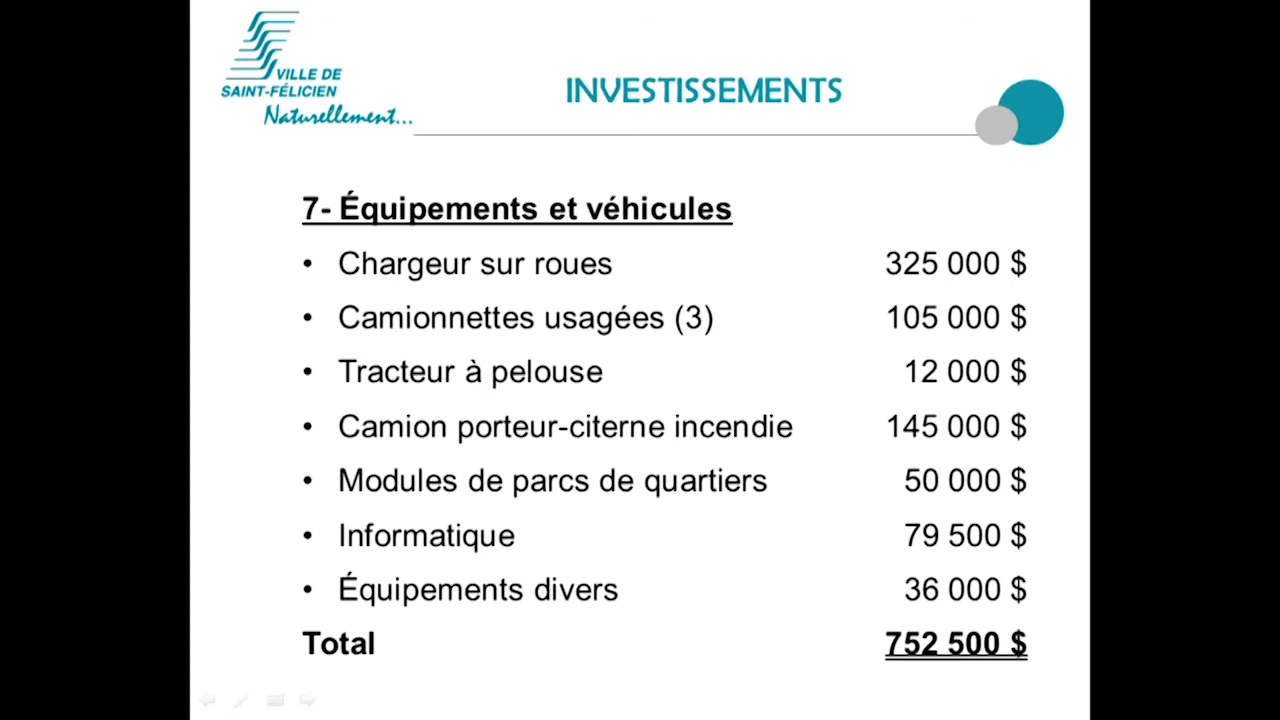 VILLE DE
SAINT-FÉLICIEN
Naturellement...
INVESTISSEMENTS
7- Équipements et véhicules
• Chargeur sur roues 325 000 $
• Camionnettes usagées (3) 105 000 $
• Tracteur à pelouse 12 000 $
• Camion porteur-citerne incendie 145 000 $
• Modules de parcs de quartiers 50 000 $
• Informatique 79 500 $
• Équipements divers 36 000 $
Total 752 500 $